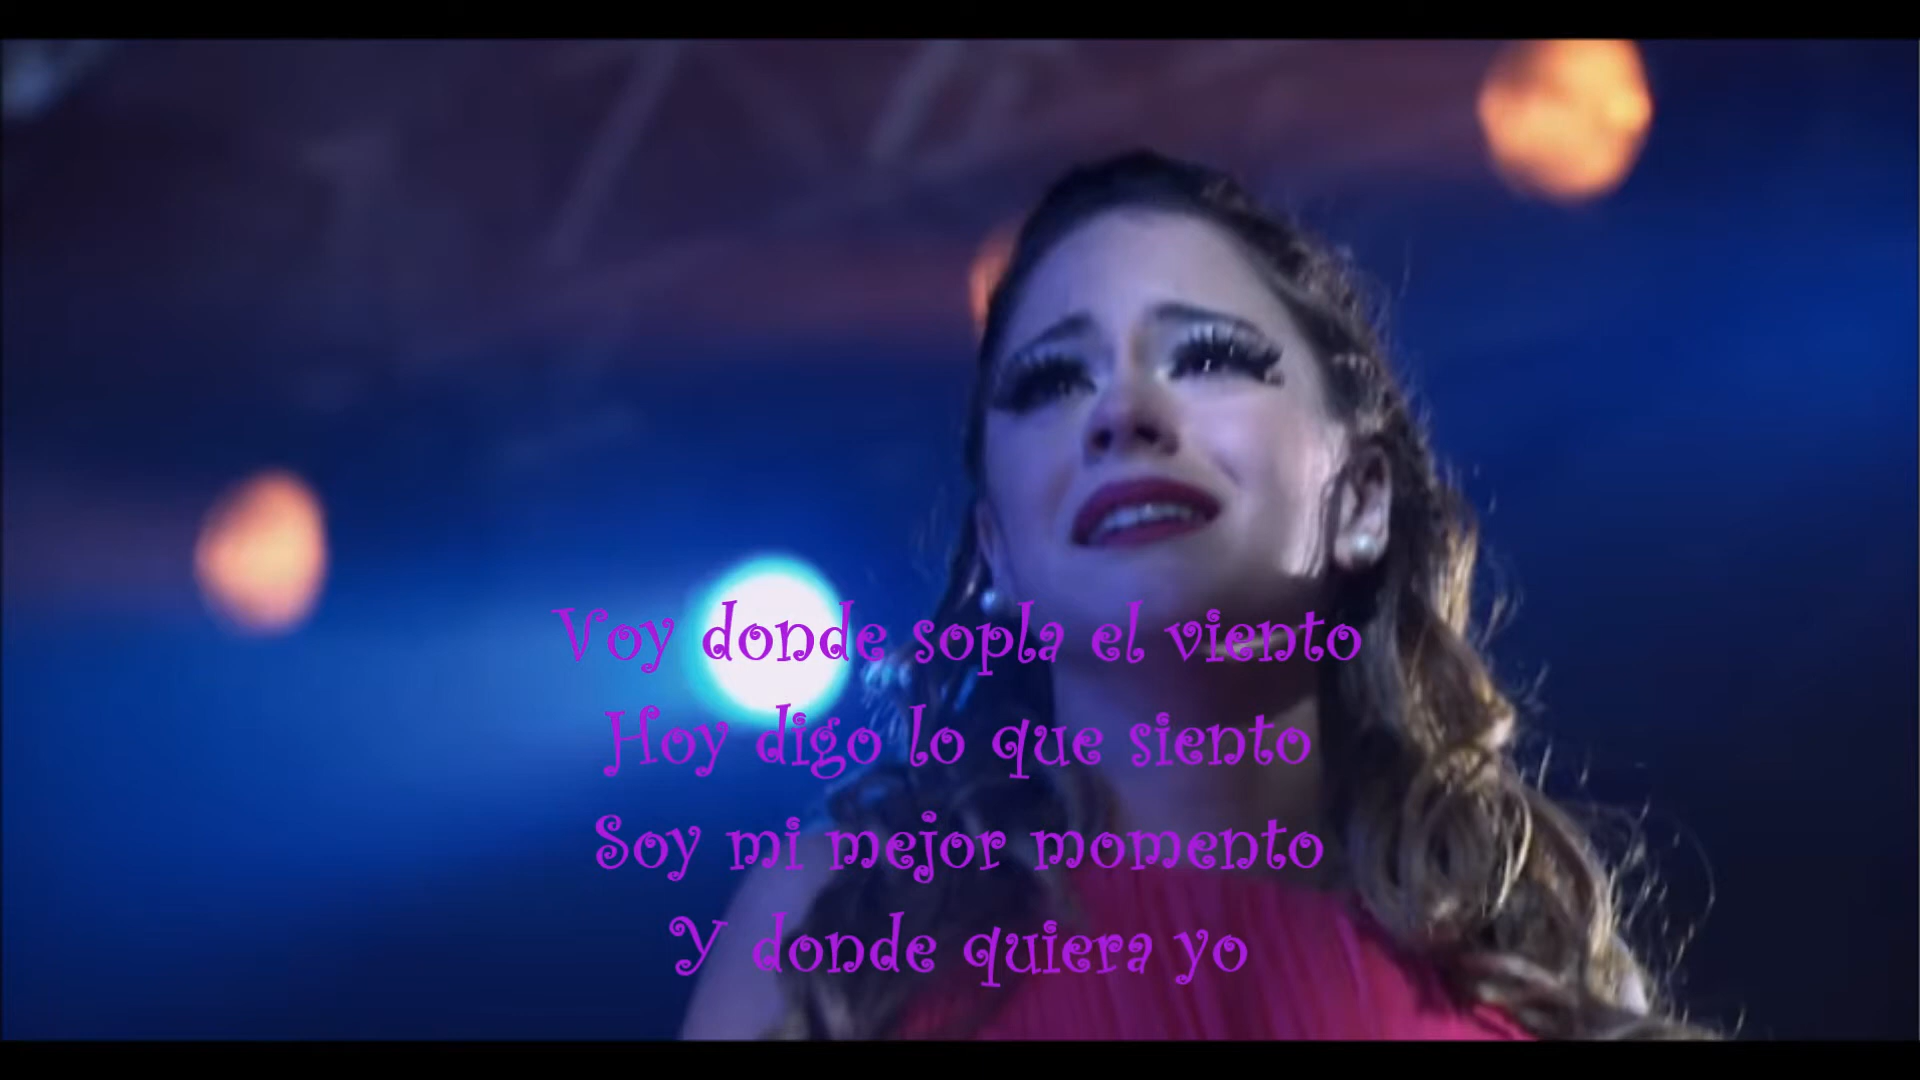 Voy donde sopla el viento
Hoy digo lo que siento
Soy mi mejor momento
Y donde quiera yo